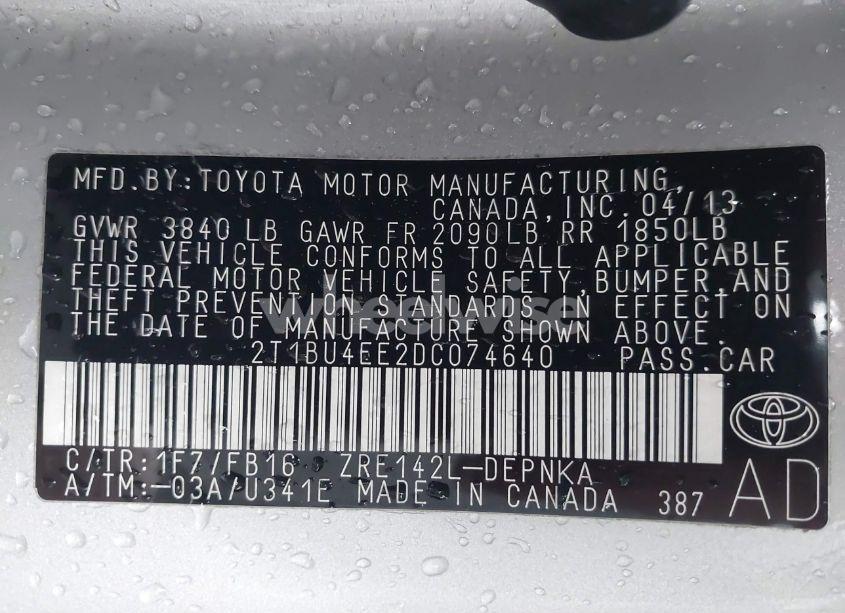 MFD.BY:TOYOTA MOTOR MANUFACTURING,
CANADA,INC.04/13
GVWR 3840LB GAWR FR 2090LB RR 1850LB
THIS VEHICLE CONFORMS TO ALL APPLICABLE
FEDERAL MOTOR VEHICLE SAFETY,BUMPER,AND
THEFT PREVENTION STANDARDS IN EFFECT ON
THE DATE OF MANUFACTURE SHOWN ABOVE.
wheelwise
2T1BU4EE2DC074640 PASS.CAR
C/TR:1F7/FB16 ZRE142L-DEPNKA
A/TM:-03A/U341E MADE IN CANADA 387 AD